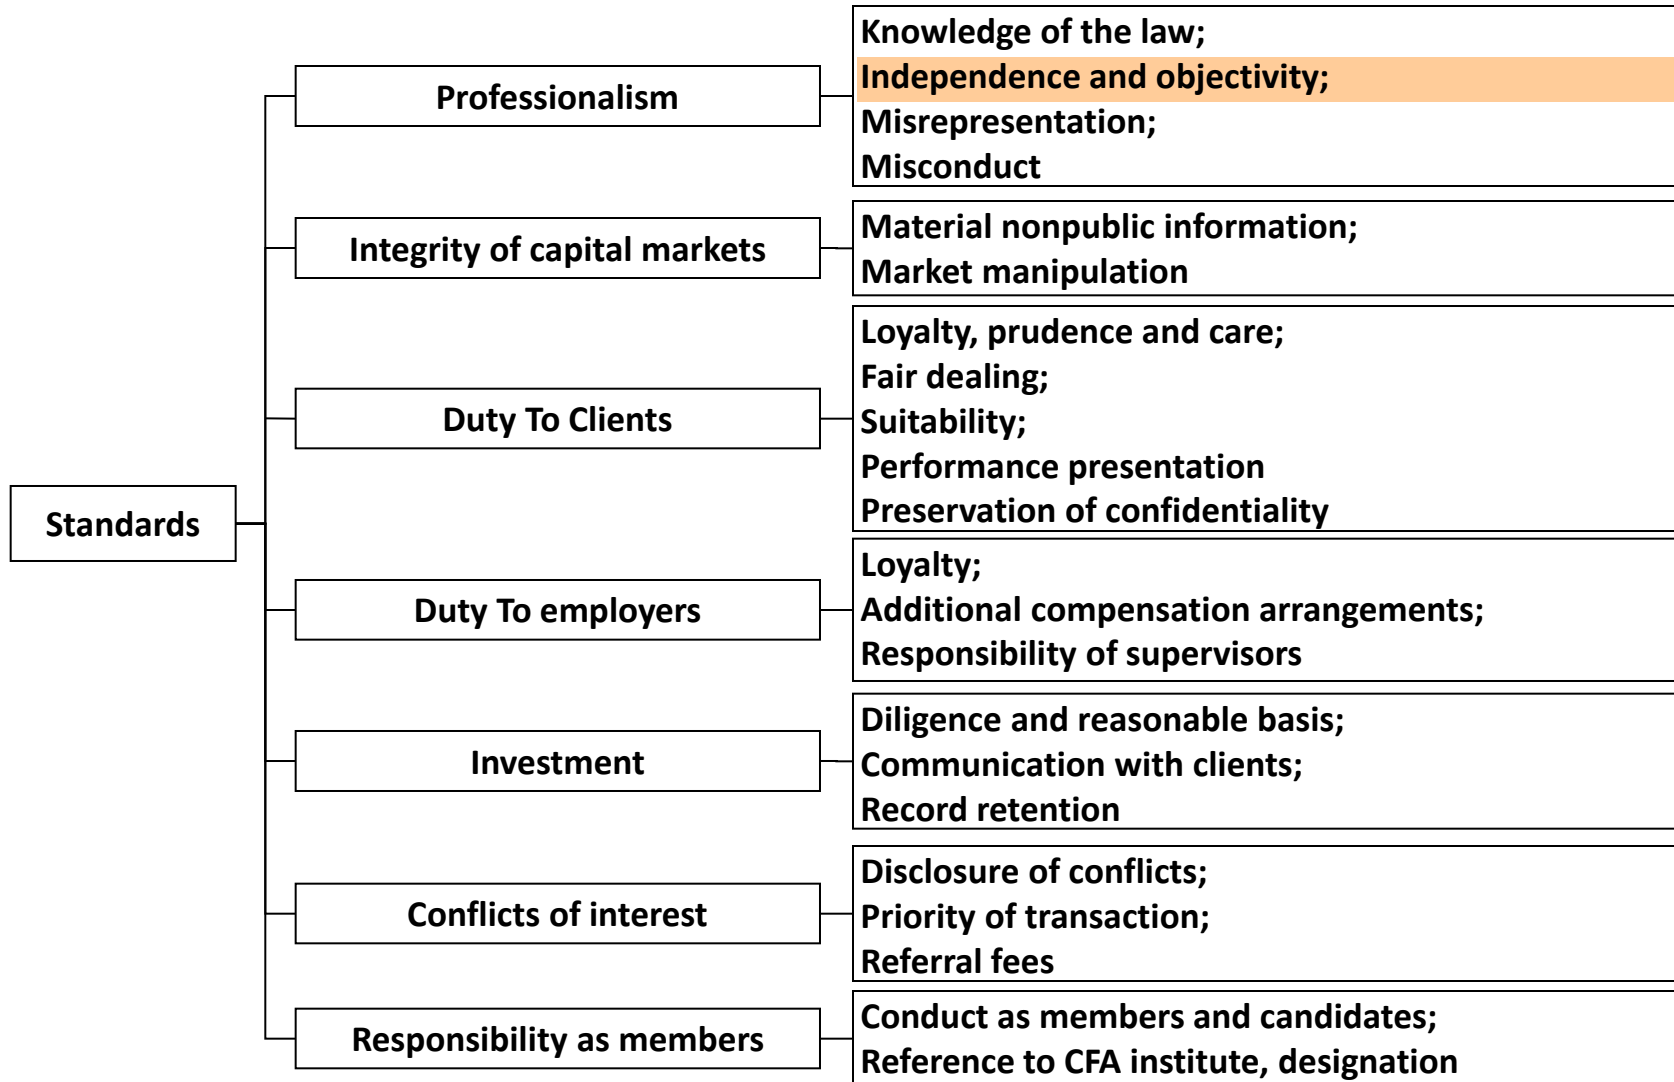 Standards
Professionalism
Knowledge of the law;
Independence and objectivity;
Misrepresentation;
Misconduct
Integrity of capital markets
Material nonpublic information;
Market manipulation
Duty To Clients
Loyalty, prudence and care;
Fair dealing;
Suitability;
Performance presentation
Preservation of confidentiality
Duty To employers
Loyalty;
Additional compensation arrangements;
Responsibility of supervisors
Investment
Diligence and reasonable basis;
Communication with clients;
Record retention
Conflicts of interest
Disclosure of conflicts;
Priority of transaction;
Referral fees
Responsibility as members
Conduct as members and candidates;
Reference to CFA institute, designation